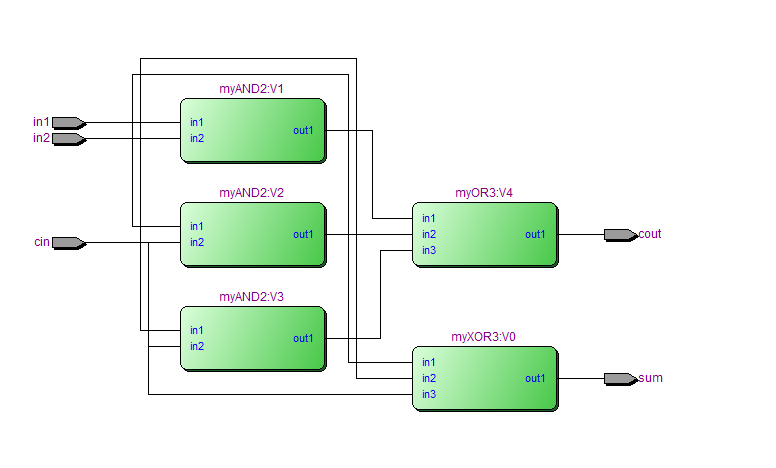 myAND2:V1
in1
in2
in1
in2
out1
myAND2:V2
cin
in1
in2
out1
myAND2:V3
in1
in2
out1
myOR3:V4
in1
in2
in3
out1
cout
myXOR3:V0
in1
in2
in3
out1
sum